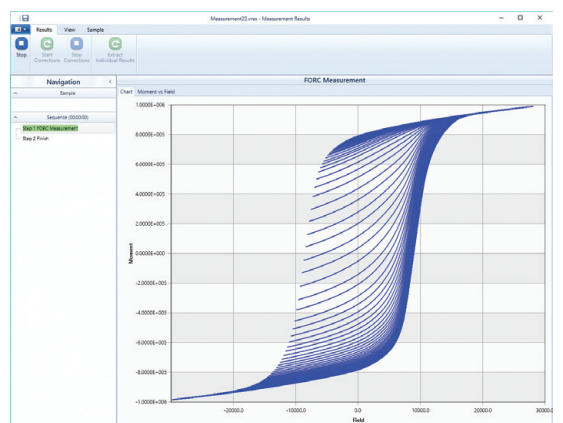 Measurement22.vres - Measurement Results
Results View Sample
Stop
Start Corrections
Stop Corrections
Extract Individual Results
Navigation
Sample
Sequence (00:00:00)
Step 1 FORC Measurement
Step 2 Finish
FORC Measurement
Chart Moment vs Field
1.0000E+006
8.0000E+005
6.0000E+005
4.0000E+005
2.0000E+005
0.0000E+000
-2.0000E+005
-4.0000E+005
-6.0000E+005
-8.0000E+005
-1.0000E+006
Moment
-20000.0 -10000.0 0.0 10000.0 20000.0 30000.0
Field